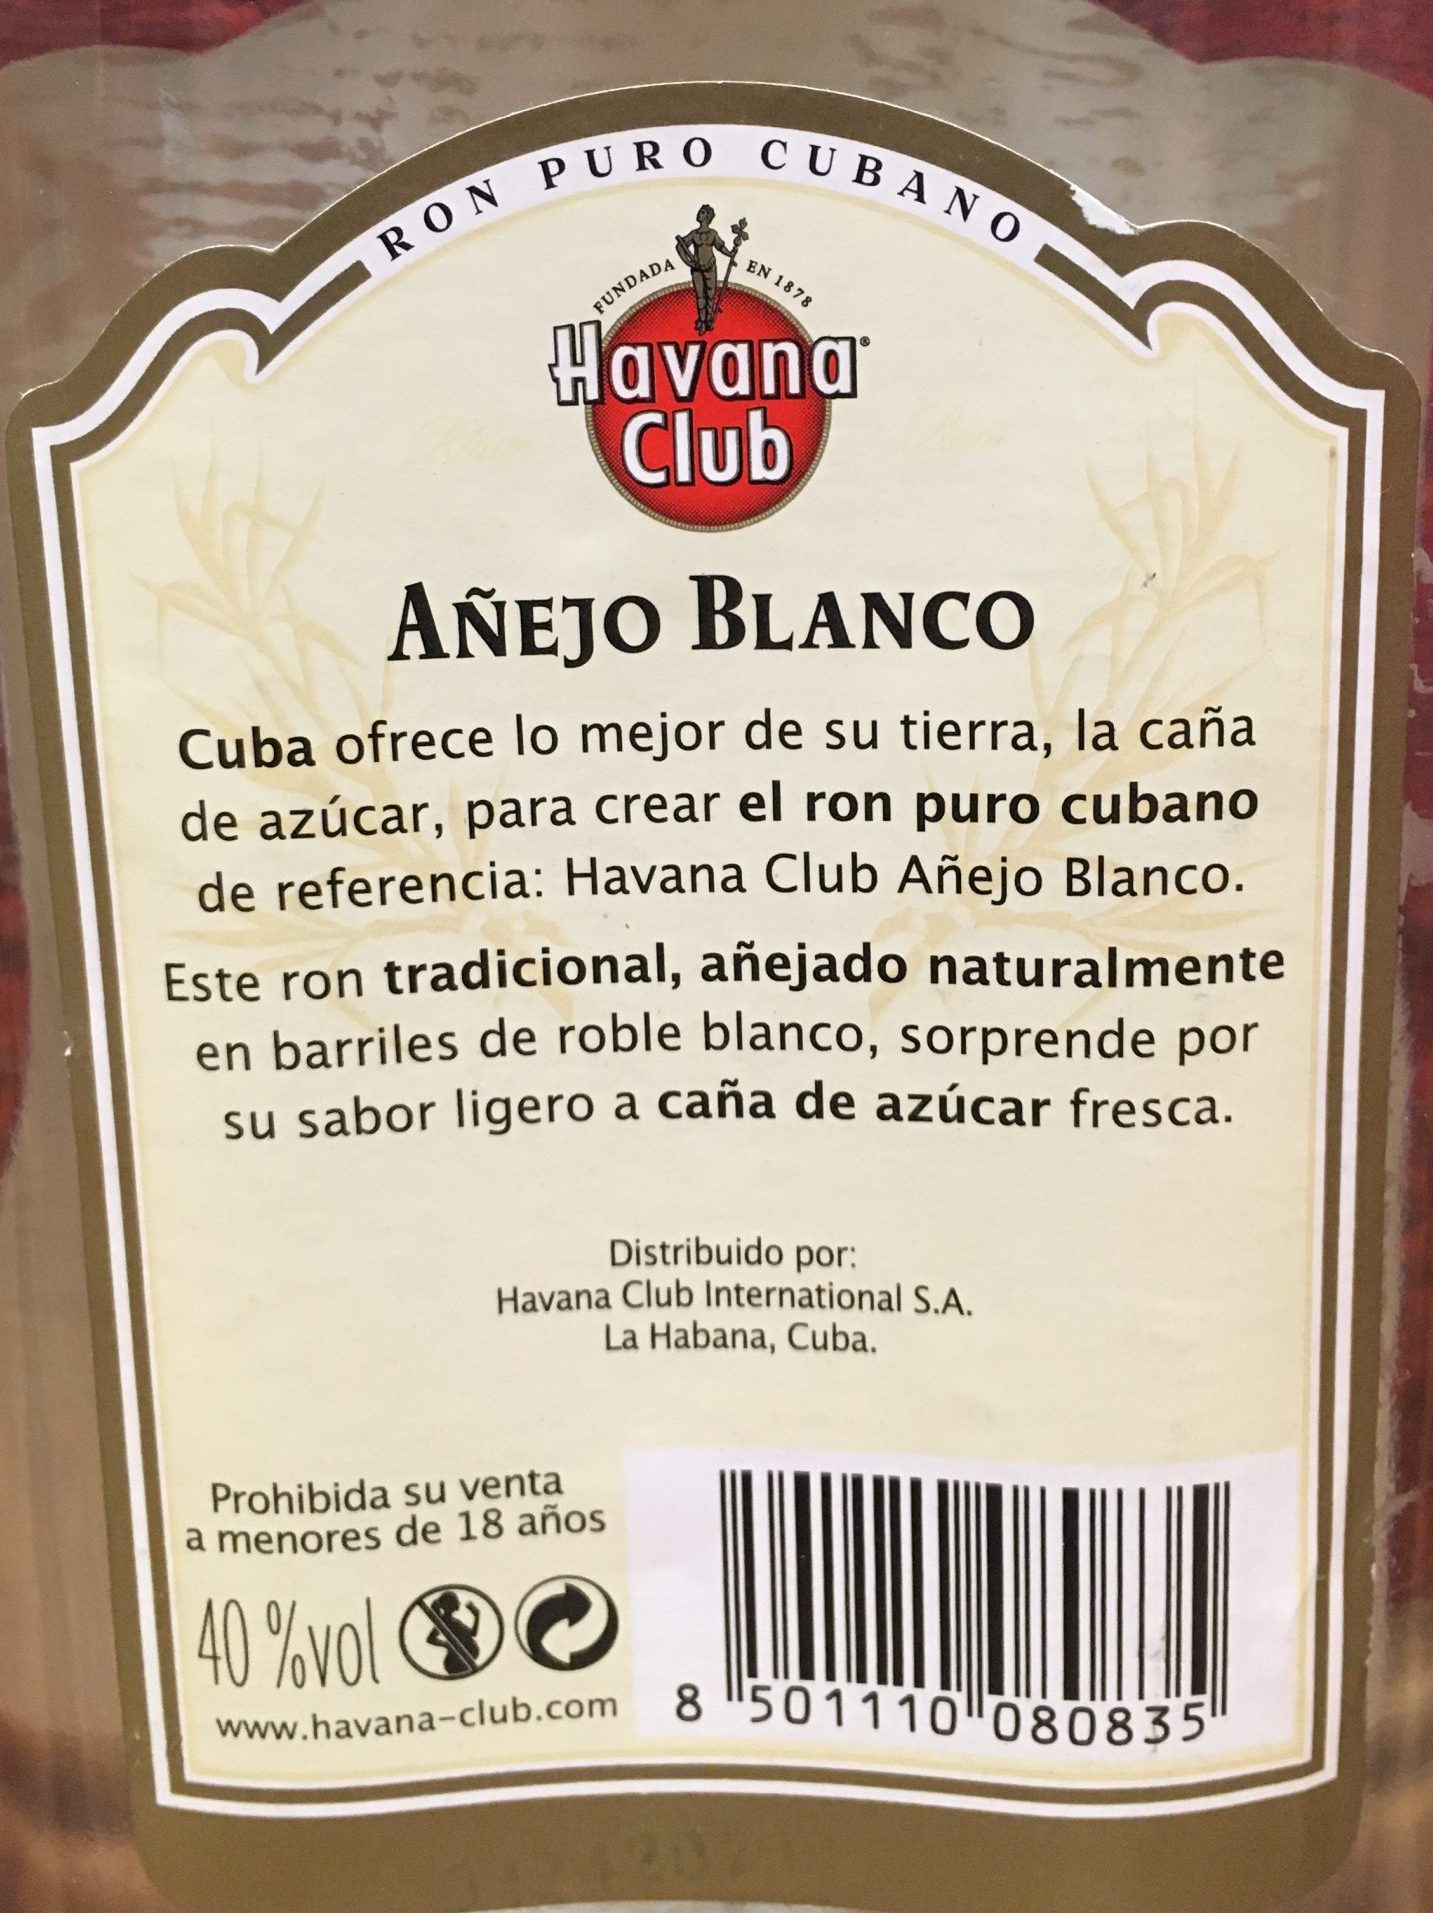 RON PURO CUBANO
FUNDADA EN 1878
Havana
Club
AÑEJO BLANCO
Cuba ofrece lo mejor de su tierra, la caña
de azúcar, para crear el ron puro cubano
de referencia: Havana Club Añejo Blanco.
Este ron tradicional, añejado naturalmente
en barriles de roble blanco, sorprende por
su sabor ligero a caña de azúcar fresca.
Distribuido por:
Havana Club International S.A.
La Habana, Cuba.
Prohibida su venta
a menores de 18 años
40 %vol
www.havana-club.com
8 501110 080835